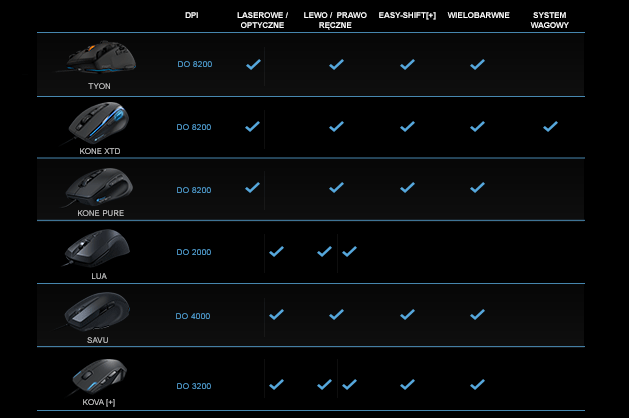 DPI LASEROWE / LEWO / PRAWO EASY-SHIFT[+] WIELOBARWNE SYSTEM
OPTYCZNE RĘCZNE WAGOWY
DO 8200
TYON
DO 8200
KONE XTD
DO 8200
KONE PURE
DO 2000
LUA
DO 4000
SAVU
DO 3200
KOVA [+]